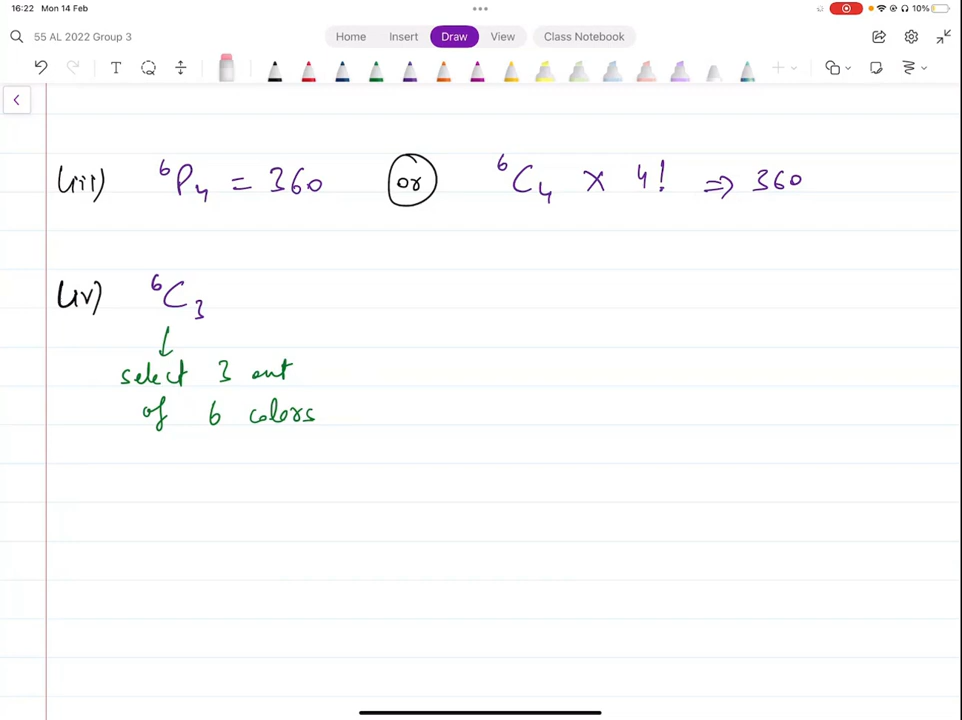 16:22 Mon 14 Feb
10%
55 AL 2022 Group 3
Home Insert Draw View Class Notebook
(iii) ⁶P₄ = 360 or ⁶C₄ × 4! ⇒ 360
(iv) ⁶C₃
↓
select 3 out
of 6 colors